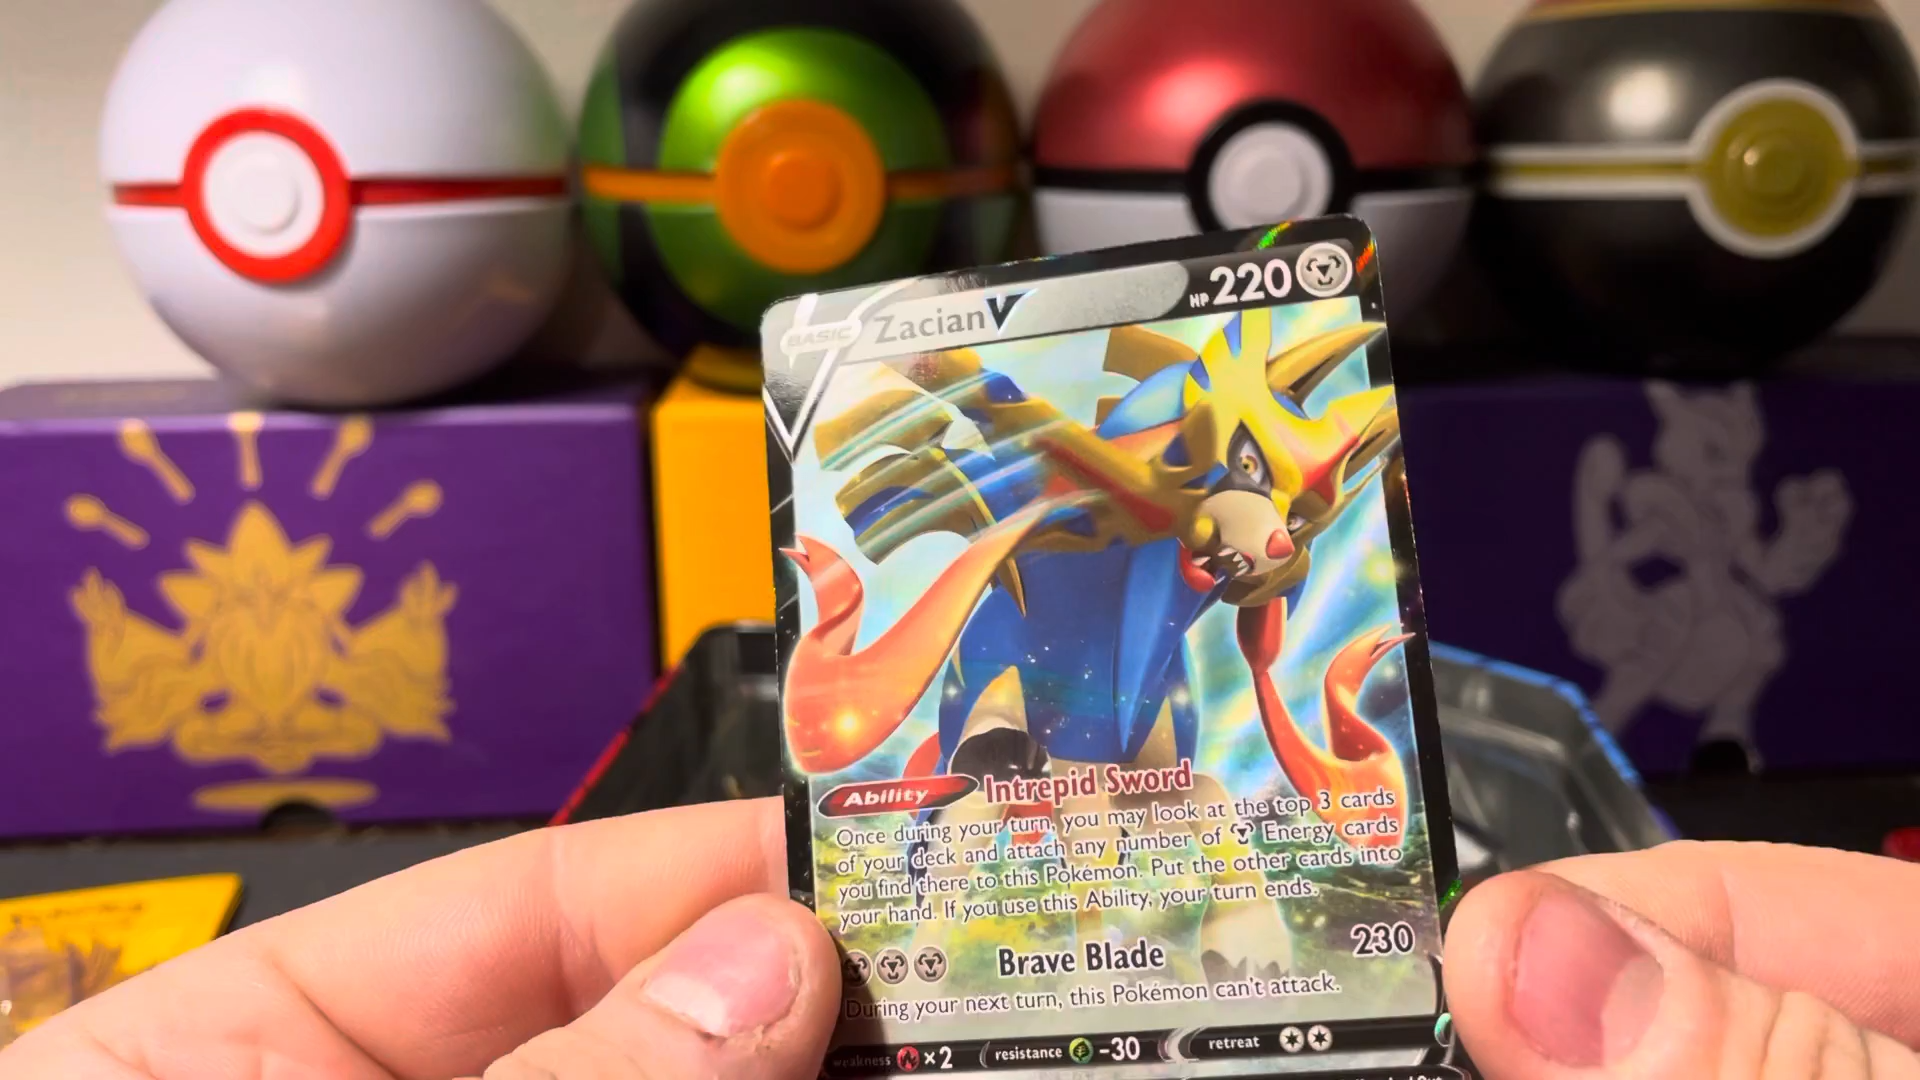 BASIC Zacian V HP 220
Ability Intrepid Sword
Once during your turn, you may look at the top 3 cards
of your deck and attach any number of Energy cards
you find there to this Pokémon. Put the other cards into
your hand. If you use this Ability, your turn ends.
Brave Blade 230
During your next turn, this Pokémon can't attack.
weakness ×2 resistance -30 retreat